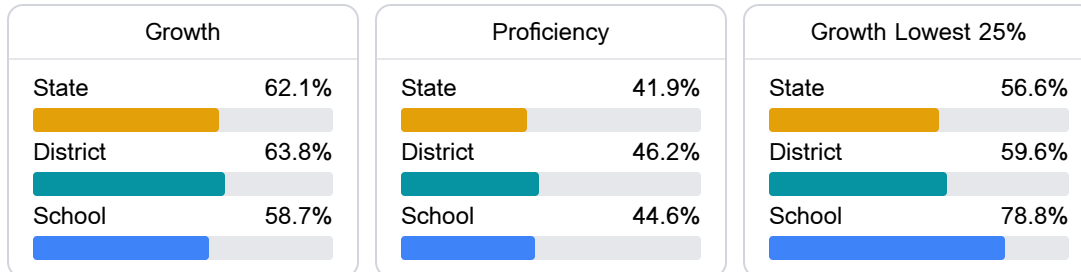 Growth
State 62.1%
District 63.8%
School 58.7%
Proficiency
State 41.9%
District 46.2%
School 44.6%
Growth Lowest 25%
State 56.6%
District 59.6%
School 78.8%